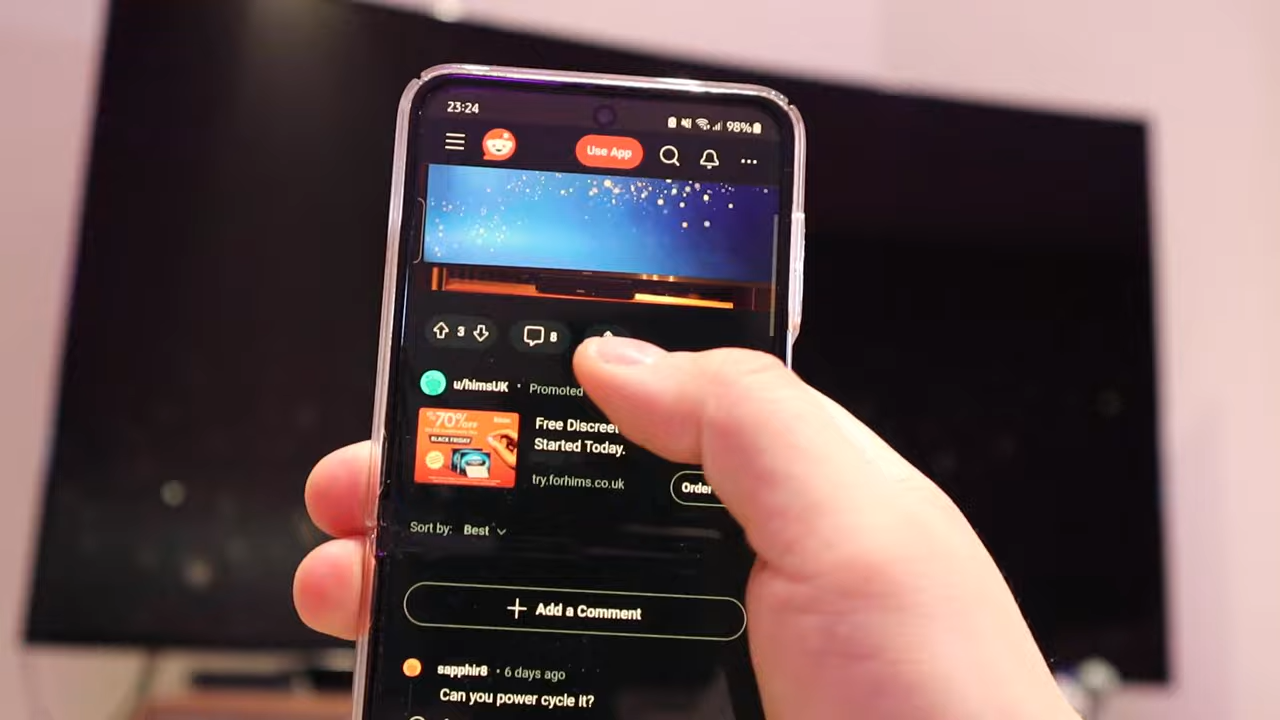 23:24
98%
Use App
3
8
u/himsUK · Promoted
70% OFF
BLACK FRIDAY
Free Discreet
Started Today.
try.forhims.co.uk
Order
Sort by: Best
+ Add a Comment
sapphir8 · 6 days ago
Can you power cycle it?